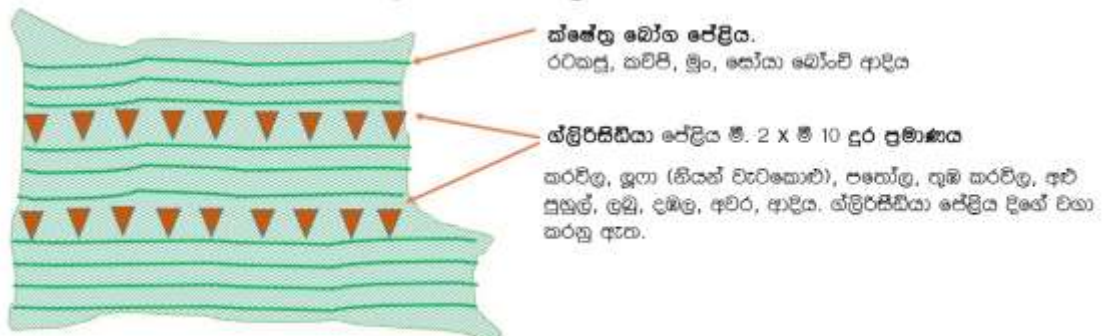 ක්ෂේත්‍ර බෝග පේළිය.
රටකජු, කව්පි, මුං, සෝයා බෝංචි ආදිය
ග්ලිරිසිඩියා පේළිය මී. 2 X මී 10 දුර ප්‍රමාණය
කරවිල, ලූෆා (නියන් වැටකොළු), පතෝල, තුඹ කරවිල, අළු
පුහුල්, ලබු, දඹල, අවර, ආදිය. ග්ලිරිසීඩියා පේළිය දිගේ වගා
කරනු ඇත.